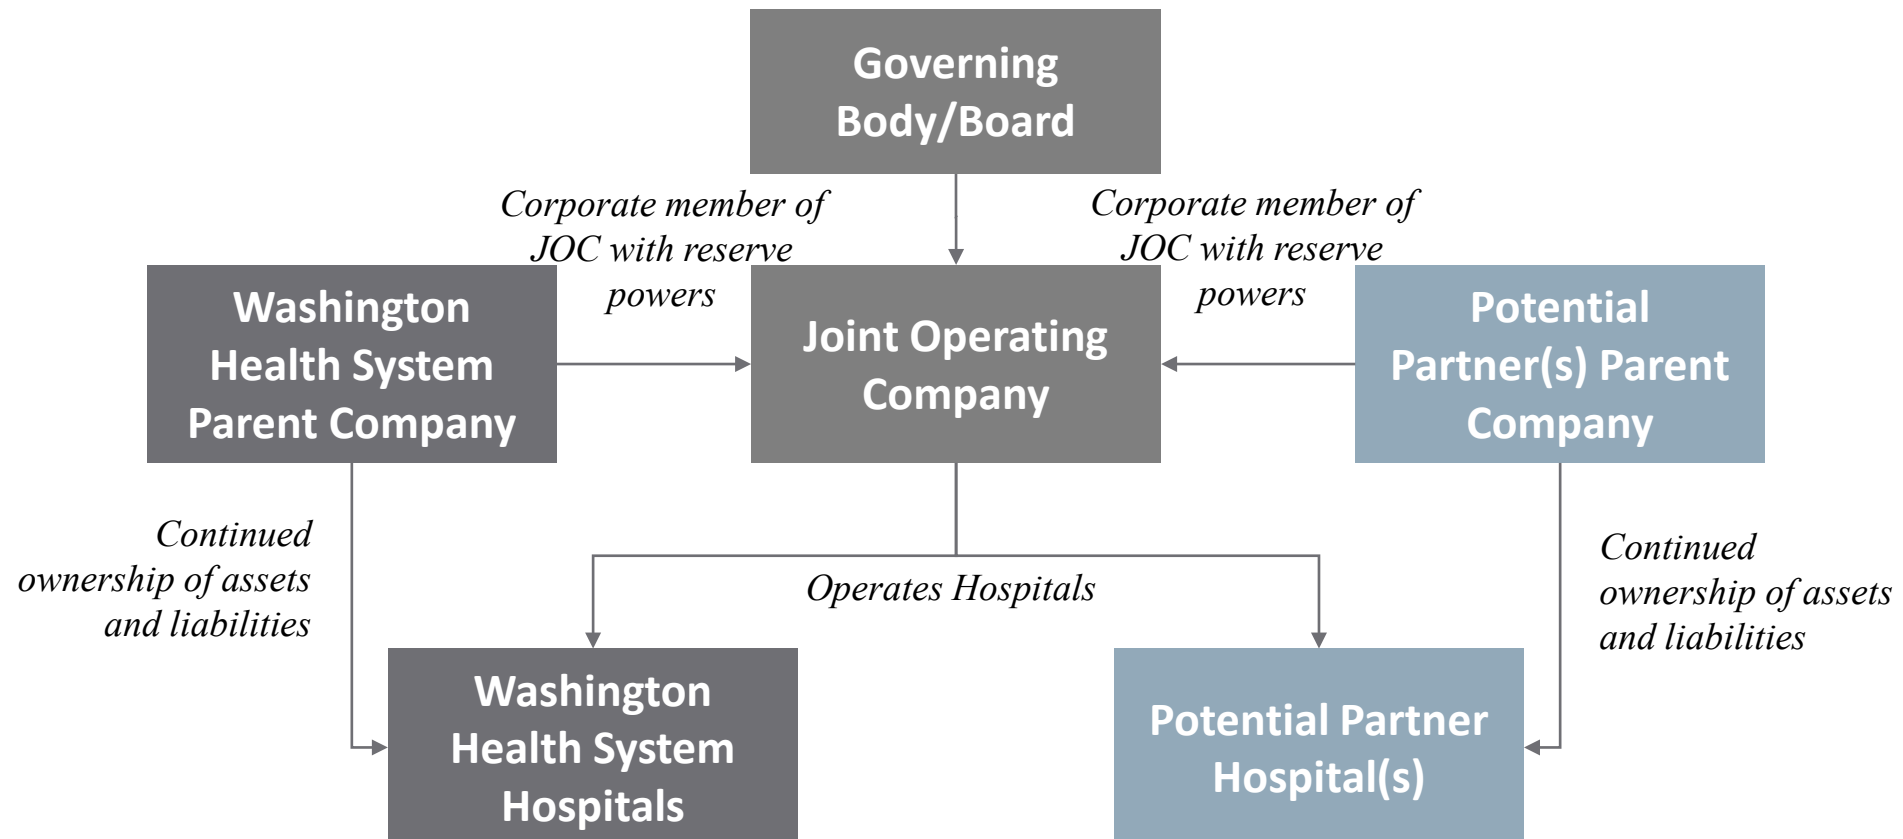 Governing
Body/Board
Corporate member of
JOC with reserve
powers
Corporate member of
JOC with reserve
powers
Washington
Health System
Parent Company
Joint Operating
Company
Potential
Partner(s) Parent
Company
Continued
ownership of assets
and liabilities
Operates Hospitals
Continued
ownership of assets
and liabilities
Washington
Health System
Hospitals
Potential Partner
Hospital(s)